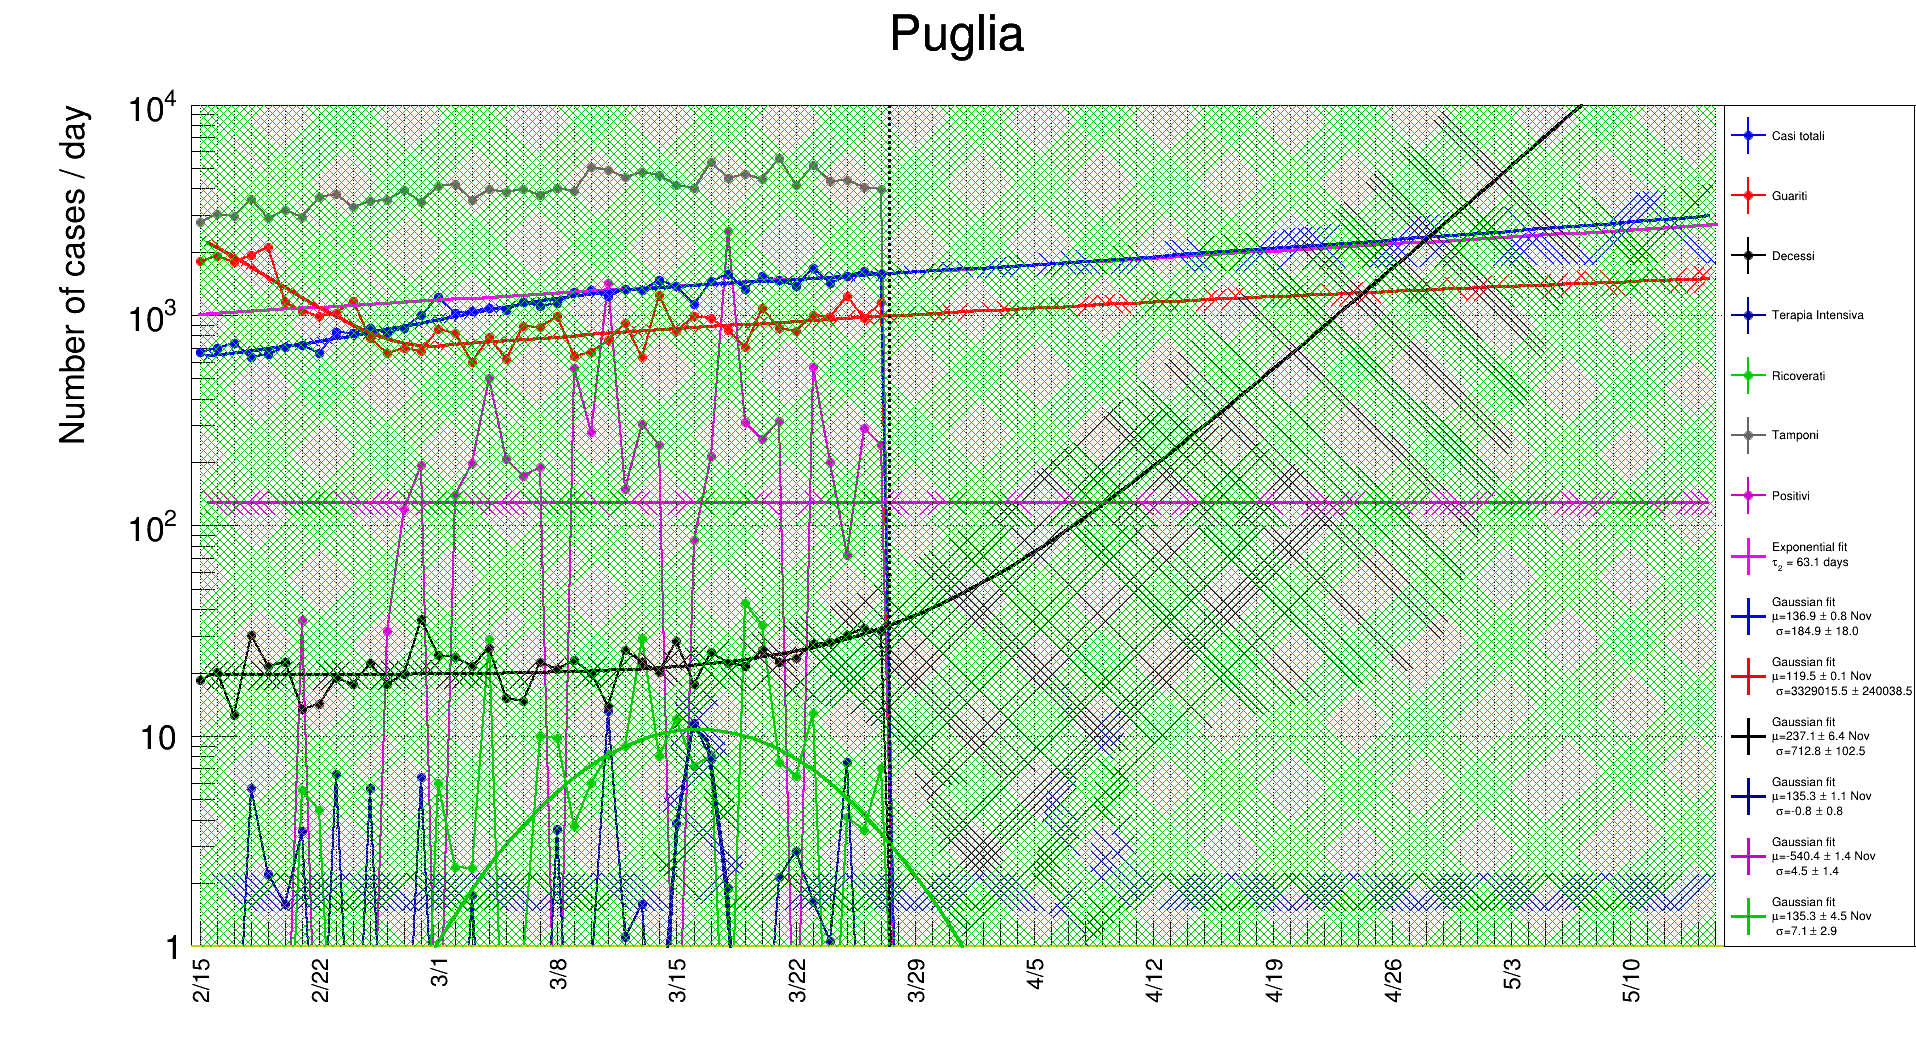 Puglia
Number of cases / day
10⁴
10³
10²
10
1
2/15
2/22
3/1
3/8
3/15
3/22
3/29
4/5
4/12
4/19
4/26
5/3
5/10
Casi totali
Guariti
Decessi
Terapia Intensiva
Ricoverati
Tamponi
Positivi
Exponential fit
τ₂ = 63.1 days
Gaussian fit
μ=136.9 ± 0.8 Nov
σ=184.9 ± 18.0
Gaussian fit
μ=119.5 ± 0.1 Nov
σ=3329015.5 ± 240038.5
Gaussian fit
μ=237.1 ± 6.4 Nov
σ=712.8 ± 102.5
Gaussian fit
μ=135.3 ± 1.1 Nov
σ=-0.8 ± 0.8
Gaussian fit
μ=-540.4 ± 1.4 Nov
σ=4.5 ± 1.4
Gaussian fit
μ=135.3 ± 4.5 Nov
σ=7.1 ± 2.9